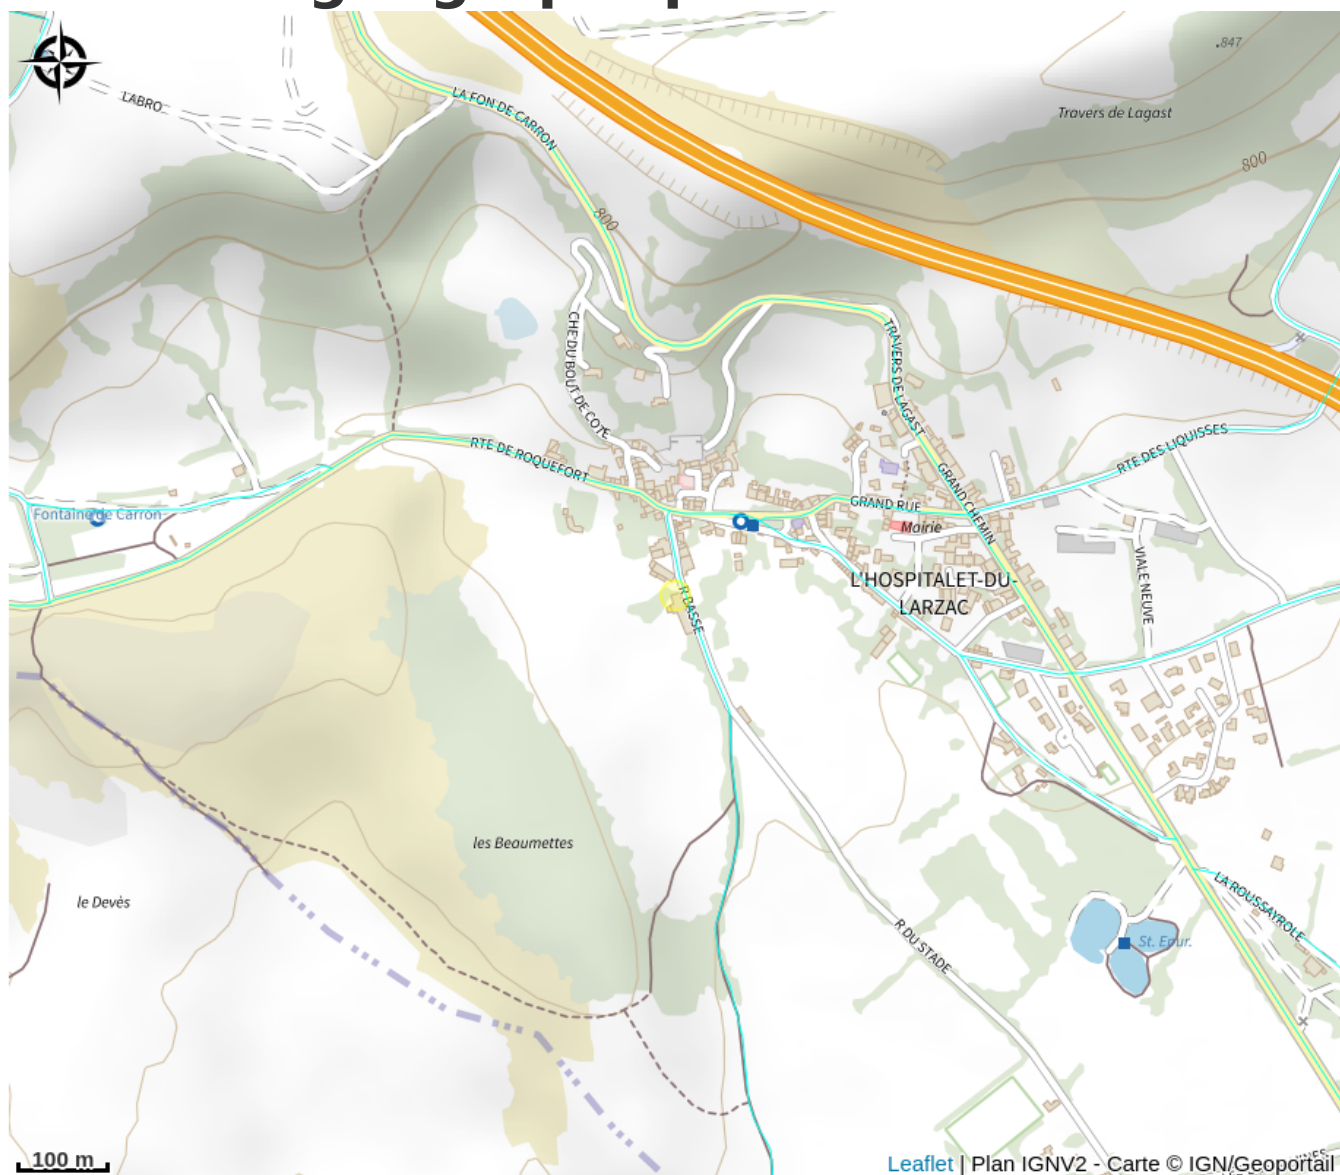 847
LABRO
LA FON DE CARRON
Travers de Lagast
800
800
CHE DU BOUT DE COTE
TRAVERS DE LAGAST
RTE DE ROQUEFORT
RTE DES LIQUISSES
GRAND CHEMIN
GRAND RUE
Fontaine de Carron
Mairie
VIALE NEUVE
L'HOSPITALET-DU-
LARZAC
R BASSE
les Beaumettes
le Devès
LA ROUSSAYROLE
R DU STADE
St. Epur.
100 m
Leaflet | Plan IGNV2 - Carte © IGN/Geoportail